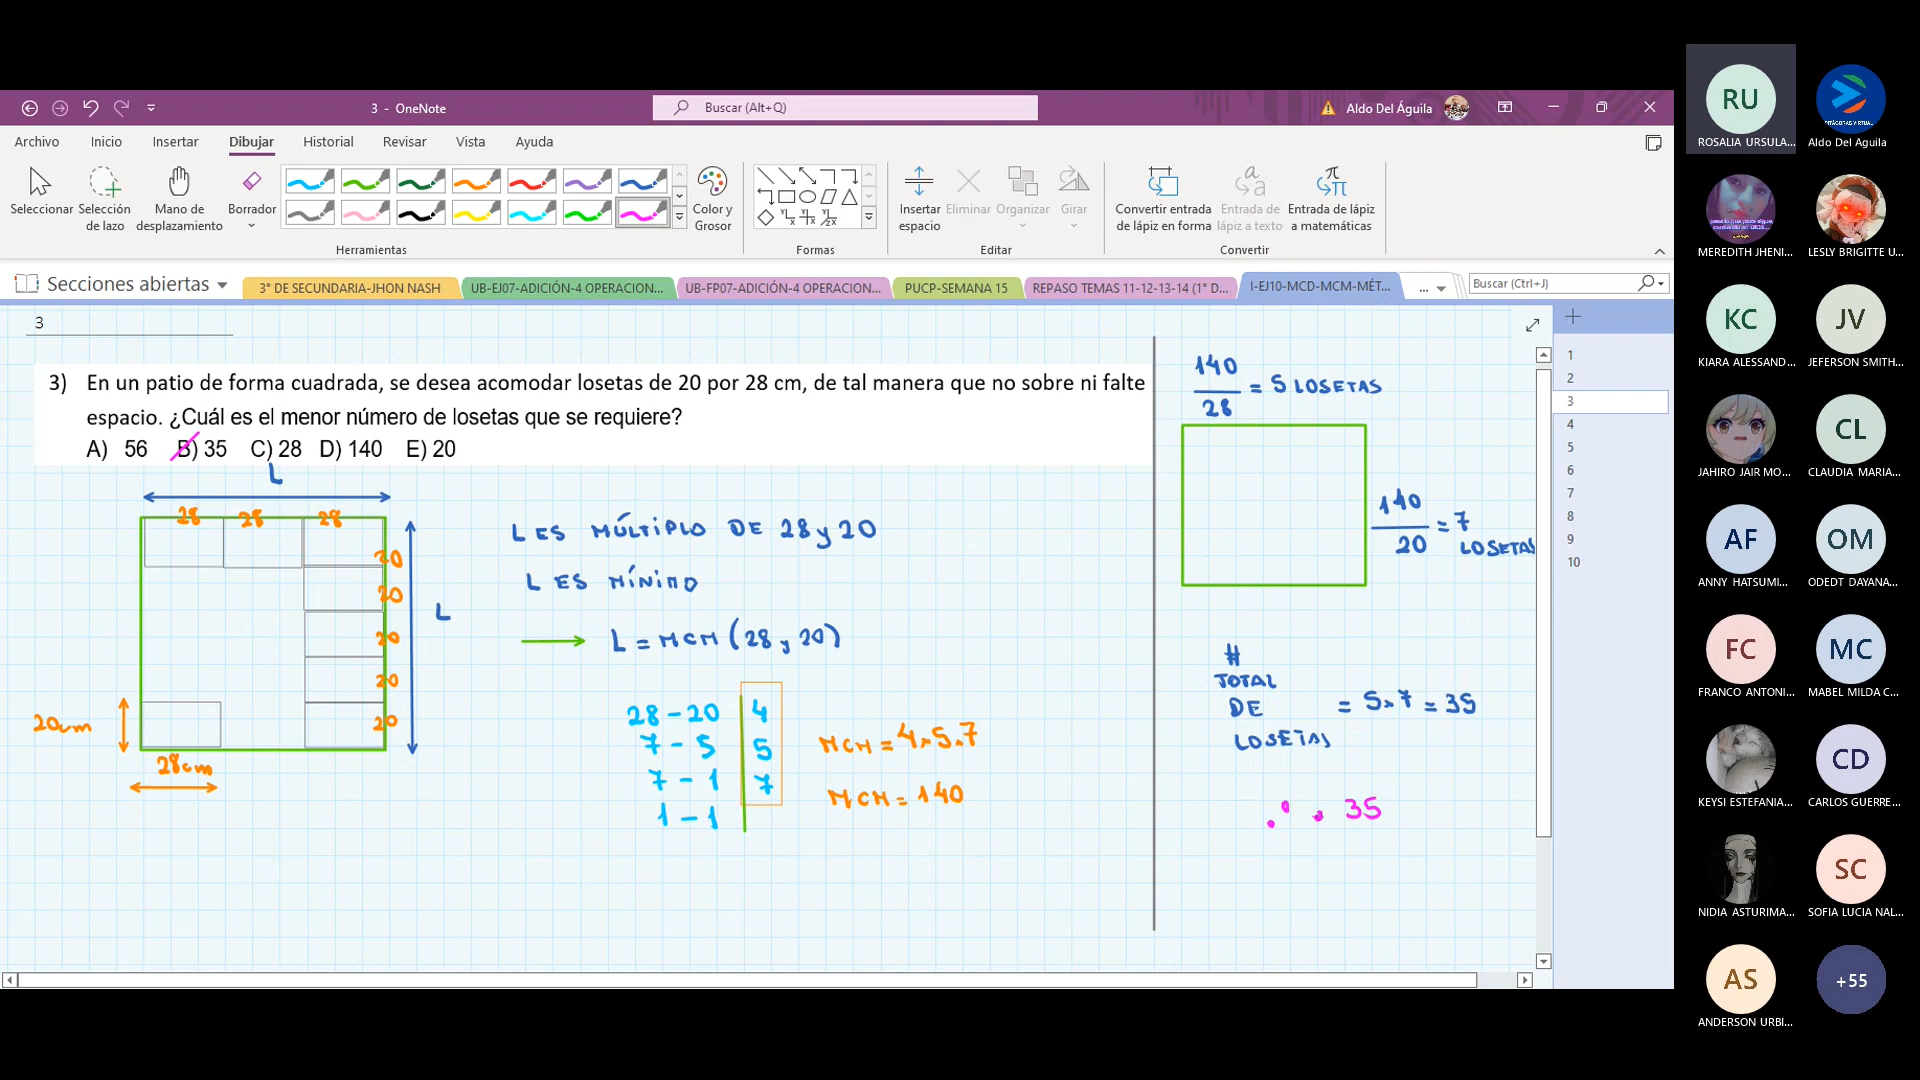 3 - OneNote
Buscar (Alt+Q)
Aldo Del Águila
Archivo Inicio Insertar Dibujar Historial Revisar Vista Ayuda
Seleccionar
Selección de lazo
Mano de desplazamiento
Borrador
Color y Grosor
Insertar espacio
Eliminar
Organizar
Girar
Convertir entrada de lápiz en forma
Entrada de lápiz a texto
Entrada de lápiz a matemáticas
Herramientas
Formas
Editar
Convertir
Secciones abiertas
3° DE SECUNDARIA-JHON NASH
UB-EJ07-ADICIÓN-4 OPERACION...
UB-FP07-ADICIÓN-4 OPERACION...
PUCP-SEMANA 15
REPASO TEMAS 11-12-13-14 (1° D...
I-EJ10-MCD-MCM-MÉT...
...
Buscar (Ctrl+J)
3
3) En un patio de forma cuadrada, se desea acomodar losetas de 20 por 28 cm, de tal manera que no sobre ni falte
espacio. ¿Cuál es el menor número de losetas que se requiere?
A) 56 B) 35 C) 28 D) 140 E) 20
L
28 28 28
20
20
20
20
20
L
20cm
28cm
L ES MÚLTIPLO DE 28 y 20
L ES MÍNIMO
L = MCM (28 y 20)
28 - 20 4
7 - 5 5
7 - 1 7
1 - 1
MCM = 4 x 5 x 7
MCM = 140
140
28
= 5 LOSETAS
140
20
= 7
LOSETAS
#
TOTAL
DE
LOSETAS
= 5 x 7 = 35
∴ 35
1
2
3
4
5
6
7
8
9
10
RU
ROSALIA URSULA...
Aldo Del Aguila
MEREDITH JHENI...
LESLY BRIGITTE U...
KC
KIARA ALESSAND...
JV
JEFERSON SMITH...
JAHIRO JAIR MO...
CL
CLAUDIA MARIA...
AF
ANNY HATSUMI...
OM
ODEDT DAYANA...
FC
FRANCO ANTONI...
MC
MABEL MILDA C...
KEYSI ESTEFANIA...
CD
CARLOS GUERRE...
NIDIA ASTURIMA...
SC
SOFIA LUCIA NAL...
AS
ANDERSON URBI...
+55